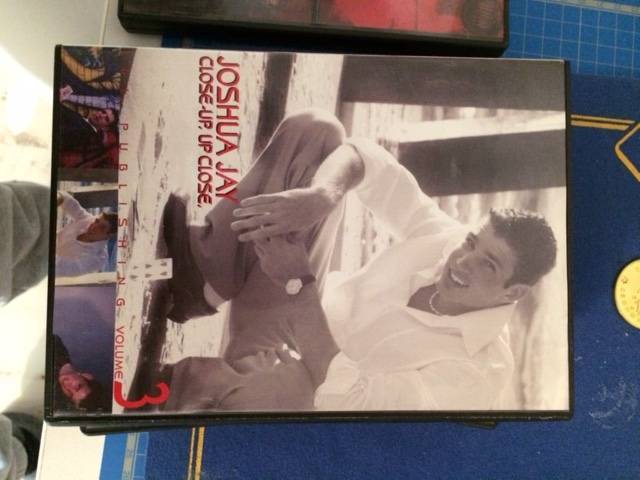 JOSHUA JAY
CLOSE-UP, UP CLOSE.
PUBLISHING VOLUME 3